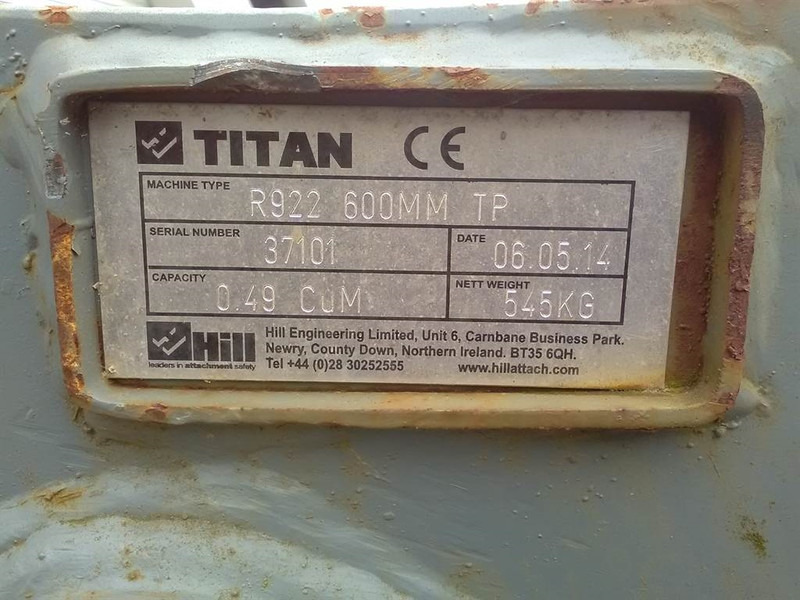 TITAN CE
MACHINE TYPE
R922 600MM TP
SERIAL NUMBER
37101
DATE
06.05.14
CAPACITY
0.49 CuM
NETT WEIGHT
545KG
Hill
leaders in attachment safety
Hill Engineering Limited, Unit 6, Carnbane Business Park.
Newry, County Down, Northern Ireland. BT35 6QH.
Tel +44 (0)28 30252555 www.hillattach.com